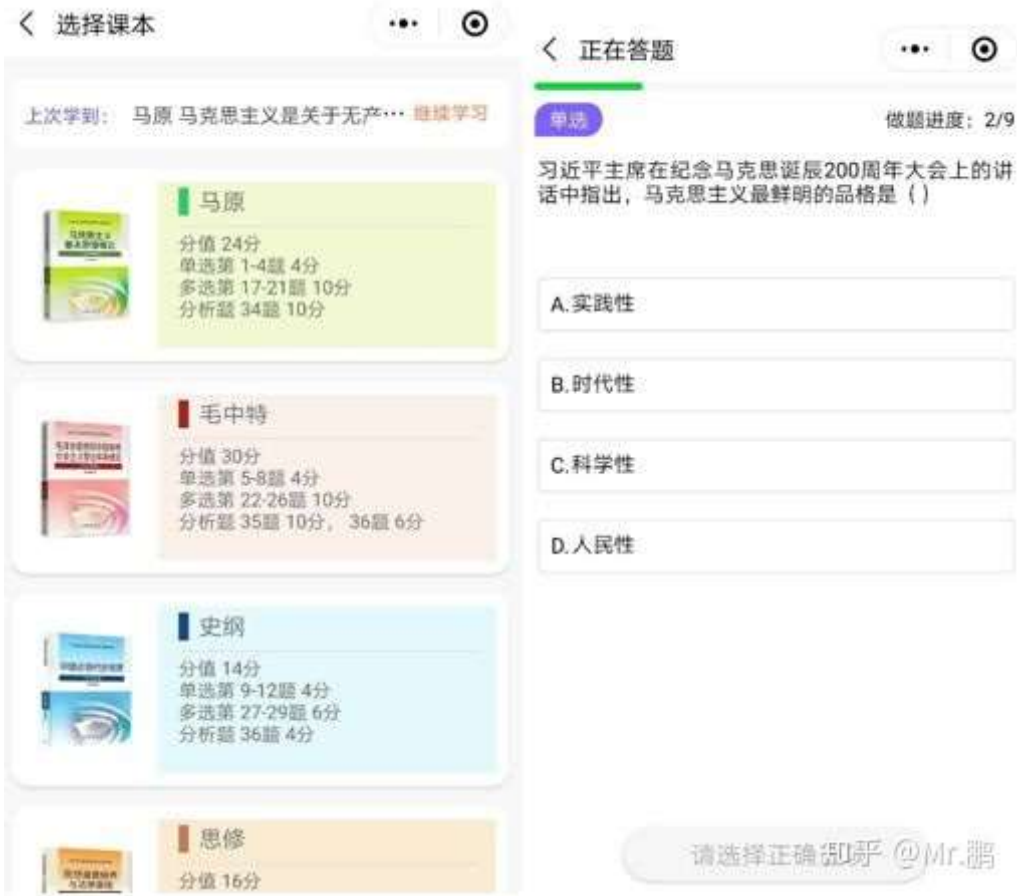 选择课本
上次学到: 马原 马克思主义是关于无产… 继续学习
马原
分值 24分
单选第 1-4题 4分
多选第 17-21题 10分
分析题 34题 10分
毛中特
分值 30分
单选第 5-8题 4分
多选第 22-26题 10分
分析题 35题 10分, 36题 6分
史纲
分值 14分
单选第 9-12题 4分
多选第 27-29题 6分
分析题 36题 4分
思修
分值 16分
正在答题
单选
做题进度: 2/9
习近平主席在纪念马克思诞辰200周年大会上的讲
话中指出，马克思主义最鲜明的品格是（）
A.实践性
B.时代性
C.科学性
D.人民性
请选择正确
知乎 @Mr.鹏